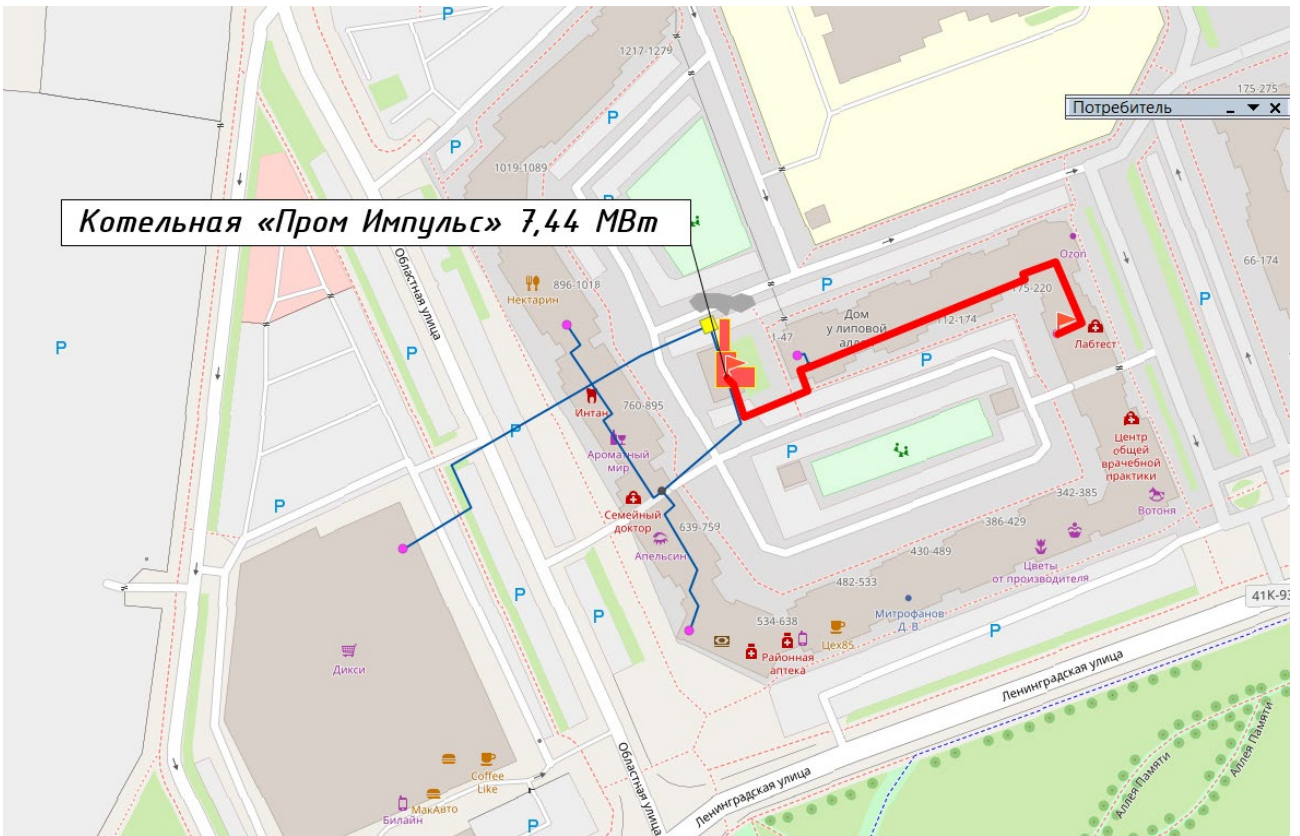 P
1217-1279
175-275
Потребитель
P
P
P
1019-1089
Котельная «Пром Импульс» 7,44 МВт
Ozon
66-174
Областная улица
896-1018
Нектарин
P
175-220
P
Дом
у липовой
1-47
112-174
Лабтест
P
P
P
Интан
760-895
P
P
Ароматный
мир
Центр
общей
врачебной
практики
Семейный
доктор
639-759
342-385
Вотоня
P
386-429
Апельсин
430-489
Цветы
от производителя
482-533
P
P
Митрофанов
Д. В.
41К-93
534-638
Цех85
P
Районная
аптека
Дикси
Ленинградская улица
Областная улица
Аллея Памяти
Аллея Памяти
Coffee
Like
МакАвто
Билайн
P
Ленинградская улица